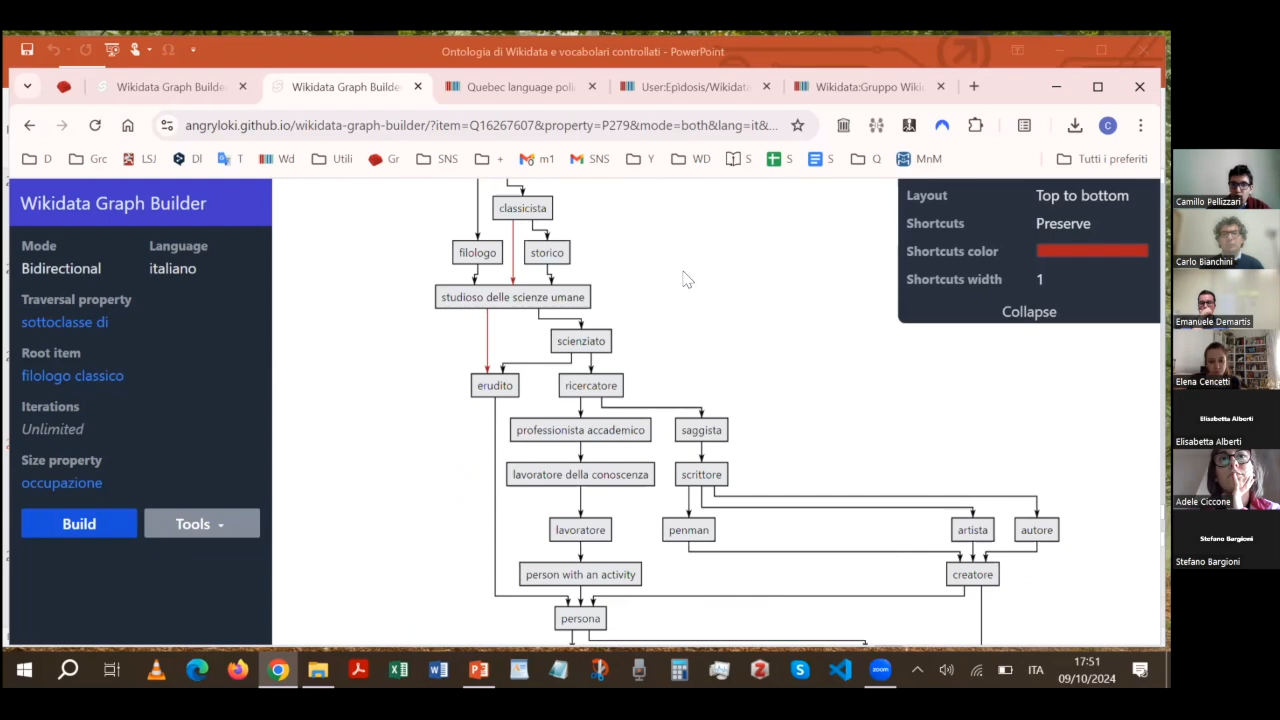 Ontologia di Wikidata e vocabolari controllati - PowerPoint
Wikidata Graph Builde
Wikidata Graph Builde
Quebec language poli
User:Epidosis/Wikidat
Wikidata:Gruppo Wiki
angryloki.github.io/wikidata-graph-builder/?item=Q16267607&property=P279&mode=both&lang=it&...
D
Grc
LSJ
DI
T
Wd
Utili
Gr
SNS
+
m1
SNS
Y
WD
S
S
S
Q
MnM
Tutti i preferiti
Wikidata Graph Builder
Mode
Language
Bidirectional
italiano
Traversal property
sottoclasse di
Root item
filologo classico
Iterations
Unlimited
Size property
occupazione
Build
Tools
classicista
filologo
storico
studioso delle scienze umane
scienziato
erudito
ricercatore
professionista accademico
saggista
lavoratore della conoscenza
scrittore
lavoratore
penman
artista
autore
person with an activity
creatore
persona
Layout
Top to bottom
Shortcuts
Preserve
Shortcuts color
Shortcuts width
1
Collapse
Camillo Pellizzari
Carlo Bianchini
Emanuele Demartis
Elena Cencetti
Elisabetta Alberti
Elisabetta Alberti
Adele Ciccone
Stefano Bargioni
Stefano Bargioni
ITA
17:51
09/10/2024